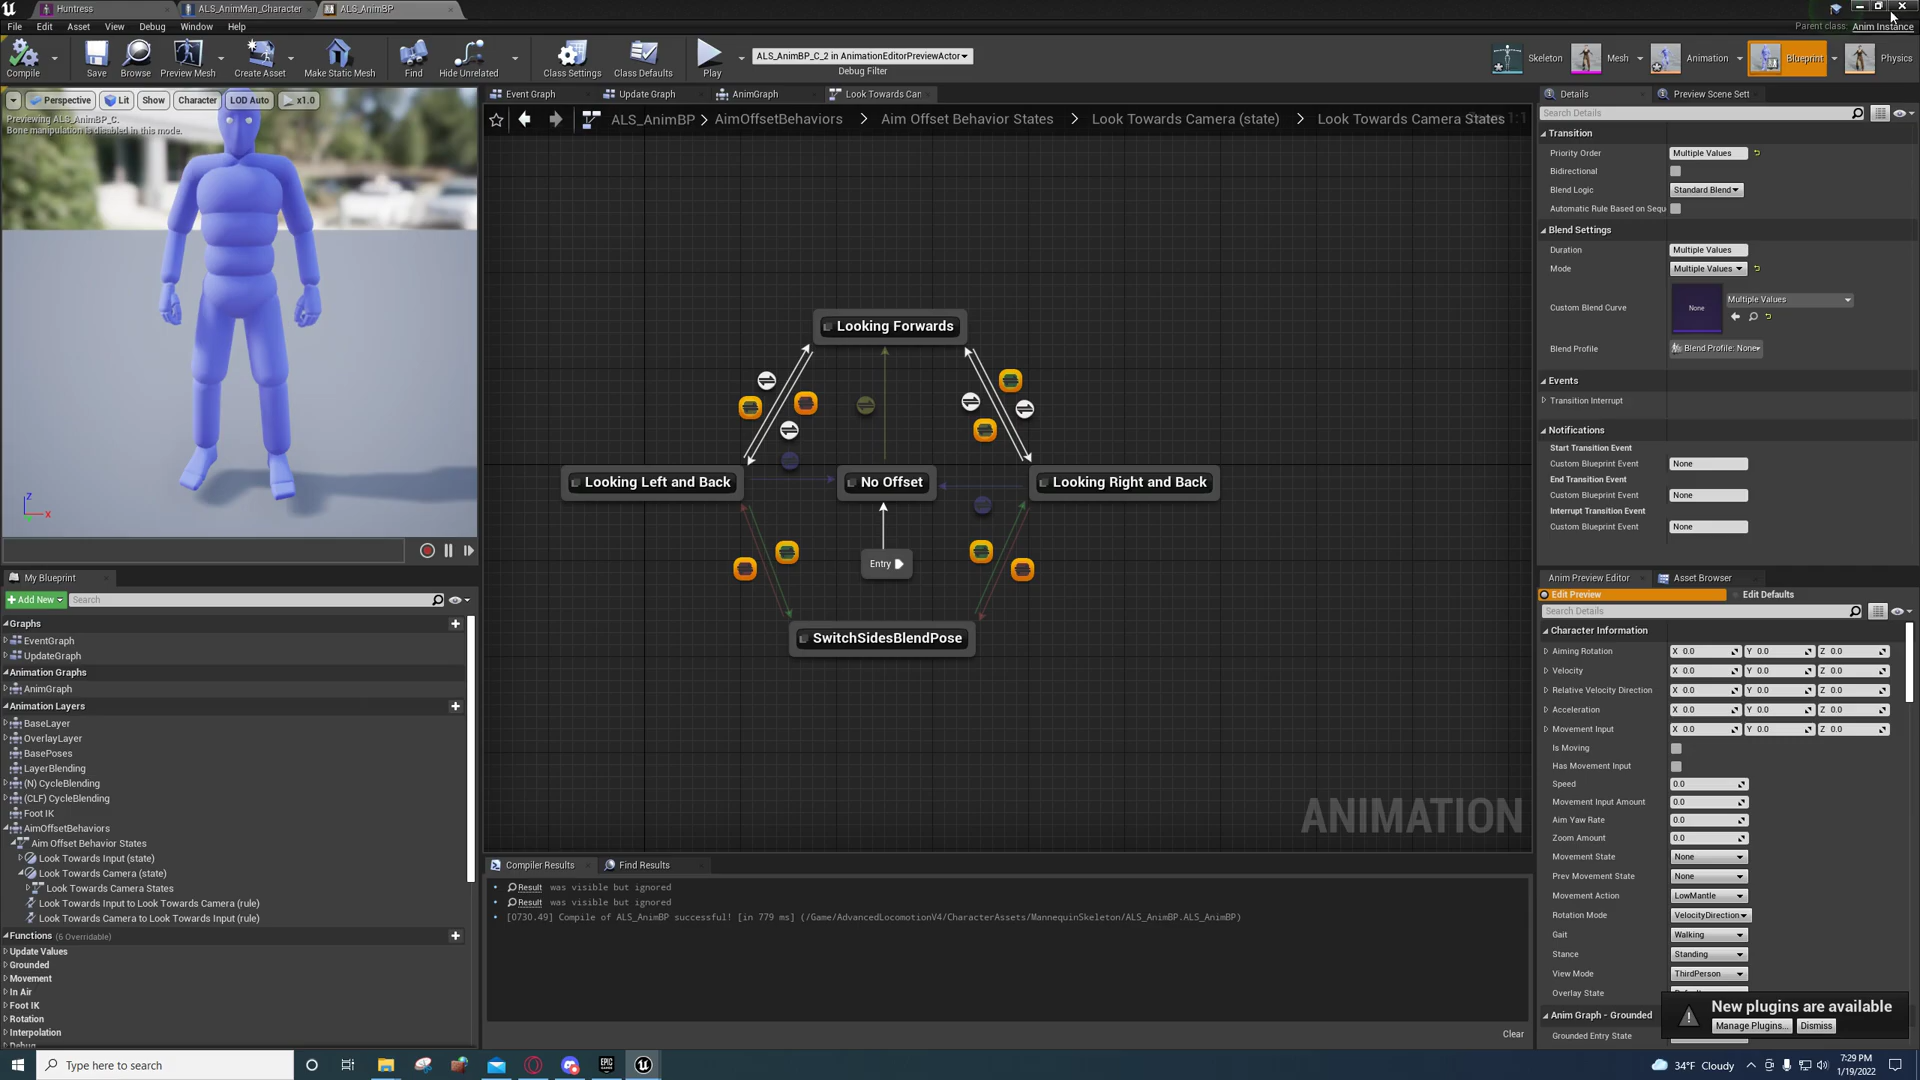 Huntress
ALS_AnimMan_Character
ALS_AnimBP
File Edit Asset View Debug Window Help
Parent class: Anim Instance
Compile
Save
Browse
Preview Mesh
Create Asset
Make Static Mesh
Find
Hide Unrelated
Class Settings
Class Defaults
Play
ALS_AnimBP_C_2 in AnimationEditorPreviewActor
Debug Filter
Skeleton
Mesh
Animation
Blueprint
Physics
Perspective Lit Show Character LOD Auto x1.0
Previewing ALS_AnimBP_C.
Bone manipulation is disabled in this mode.
Z
X
Event Graph
Update Graph
AnimGraph
Look Towards Can
ALS_AnimBP > AimOffsetBehaviors > Aim Offset Behavior States > Look Towards Camera (state) > Look Towards Camera States
Looking Forwards
Looking Left and Back
No Offset
Looking Right and Back
Entry
SwitchSidesBlendPose
ANIMATION
My Blueprint
Add New
Search
Graphs
EventGraph
UpdateGraph
Animation Graphs
AnimGraph
Animation Layers
BaseLayer
OverlayLayer
BasePoses
LayerBlending
(N) CycleBlending
(CLF) CycleBlending
Foot IK
AimOffsetBehaviors
Aim Offset Behavior States
Look Towards Input (state)
Look Towards Camera (state)
Look Towards Camera States
Look Towards Input to Look Towards Camera (rule)
Look Towards Camera to Look Towards Input (rule)
Functions (6 Overridable)
Update Values
Grounded
Movement
In Air
Foot IK
Rotation
Interpolation
Debug
Compiler Results
Find Results
Result was visible but ignored
Result was visible but ignored
[0730.49] Compile of ALS_AnimBP successful! [in 779 ms] (/Game/AdvancedLocomotionV4/CharacterAssets/MannequinSkeleton/ALS_AnimBP.ALS_AnimBP)
Clear
Details
Preview Scene Sett
Search Details
Transition
Priority Order Multiple Values
Bidirectional
Blend Logic Standard Blend
Automatic Rule Based on Sequ
Blend Settings
Duration Multiple Values
Mode Multiple Values
Custom Blend Curve None Multiple Values
Blend Profile Blend Profile: None
Events
Transition Interrupt
Notifications
Start Transition Event
Custom Blueprint Event None
End Transition Event
Custom Blueprint Event None
Interrupt Transition Event
Custom Blueprint Event None
Anim Preview Editor
Asset Browser
Edit Preview
Edit Defaults
Search Details
Character Information
Aiming Rotation X 0.0 Y 0.0 Z 0.0
Velocity X 0.0 Y 0.0 Z 0.0
Relative Velocity Direction X 0.0 Y 0.0 Z 0.0
Acceleration X 0.0 Y 0.0 Z 0.0
Movement Input X 0.0 Y 0.0 Z 0.0
Is Moving
Has Movement Input
Speed 0.0
Movement Input Amount 0.0
Aim Yaw Rate 0.0
Zoom Amount 0.0
Movement State None
Prev Movement State None
Movement Action LowMantle
Rotation Mode VelocityDirection
Gait Walking
Stance Standing
View Mode ThirdPerson
Overlay State
Anim Graph - Grounded
Grounded Entry State
New plugins are available
Manage Plugins...
Dismiss
Type here to search
EPIC GAMES
34°F Cloudy
7:29 PM
1/19/2022